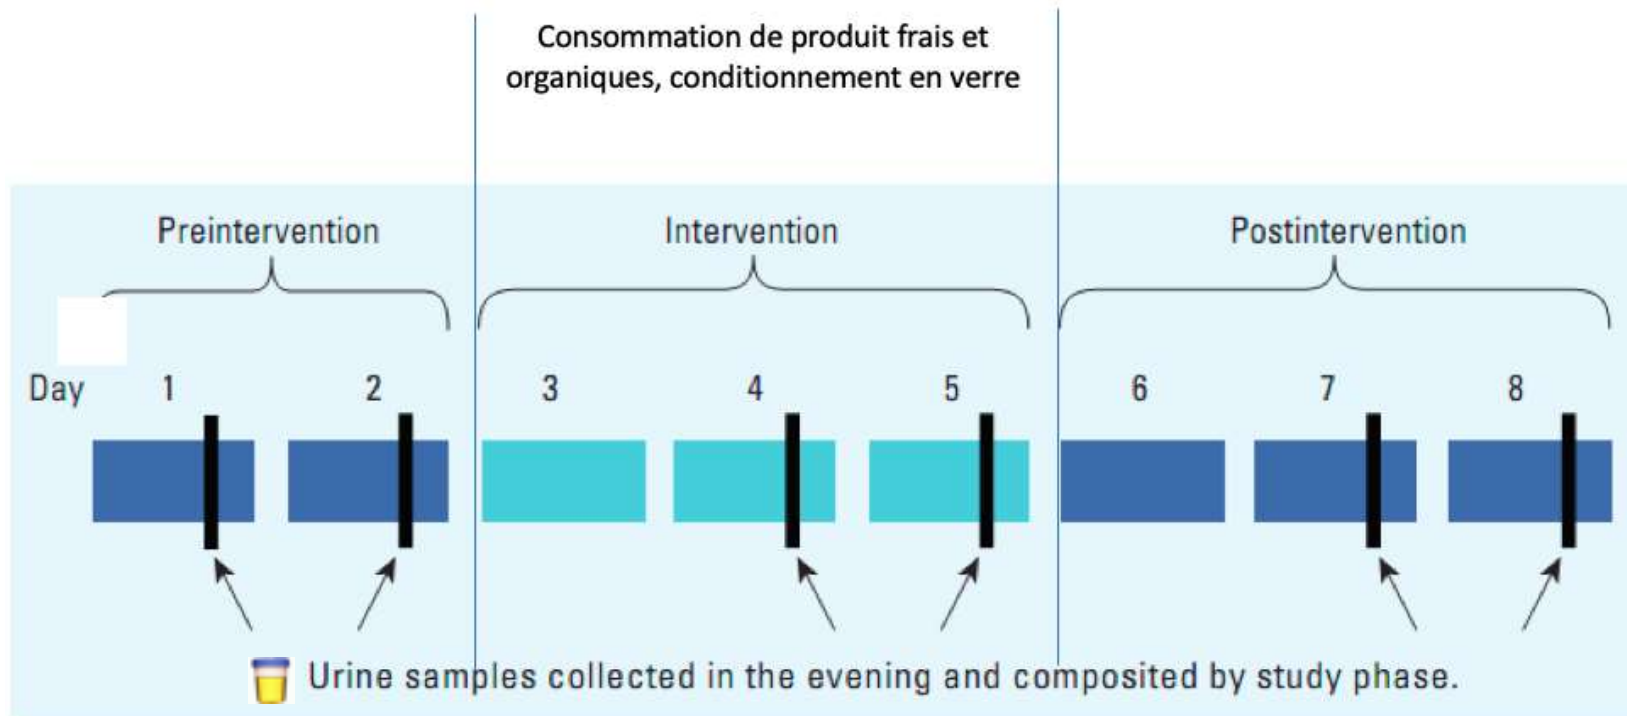 Consommation de produit frais et
organiques, conditionnement en verre
Preintervention
Intervention
Postintervention
Day 1 2 3 4 5 6 7 8
Urine samples collected in the evening and composited by study phase.